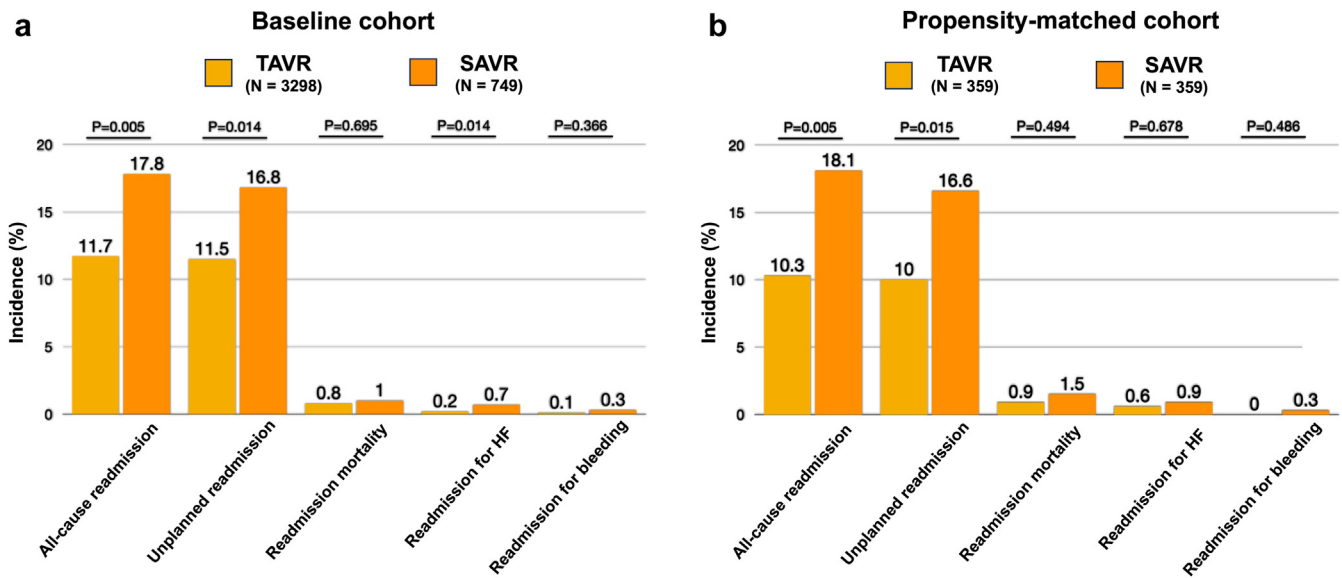 a
Baseline cohort
TAVR
(N = 3298)
SAVR
(N = 749)
P=0.005
P=0.014
P=0.695
P=0.014
P=0.366
Incidence (%)
20
15
10
5
0
11.7
17.8
11.5
16.8
0.8
1
0.2
0.7
0.1
0.3
All-cause readmission
Unplanned readmission
Readmission mortality
Readmission for HF
Readmission for bleeding
b
Propensity-matched cohort
TAVR
(N = 359)
SAVR
(N = 359)
P=0.005
P=0.015
P=0.494
P=0.678
P=0.486
Incidence (%)
20
15
10
5
0
10.3
18.1
10
16.6
0.9
1.5
0.6
0.9
0
0.3
All-cause readmission
Unplanned readmission
Readmission mortality
Readmission for HF
Readmission for bleeding